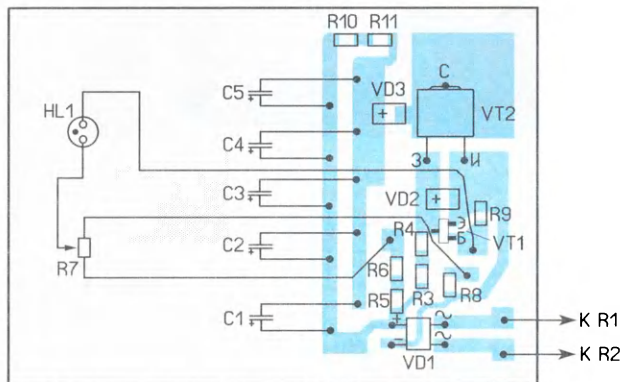 R10 R11
C5
VD3
C
VT2
HL1
C4
З
И
C3
VD2
R9
Э
Б
VT1
R4
C2
R7
R6
R5
R3
R8
C1
+
−
~
~
VD1
K R1
K R2